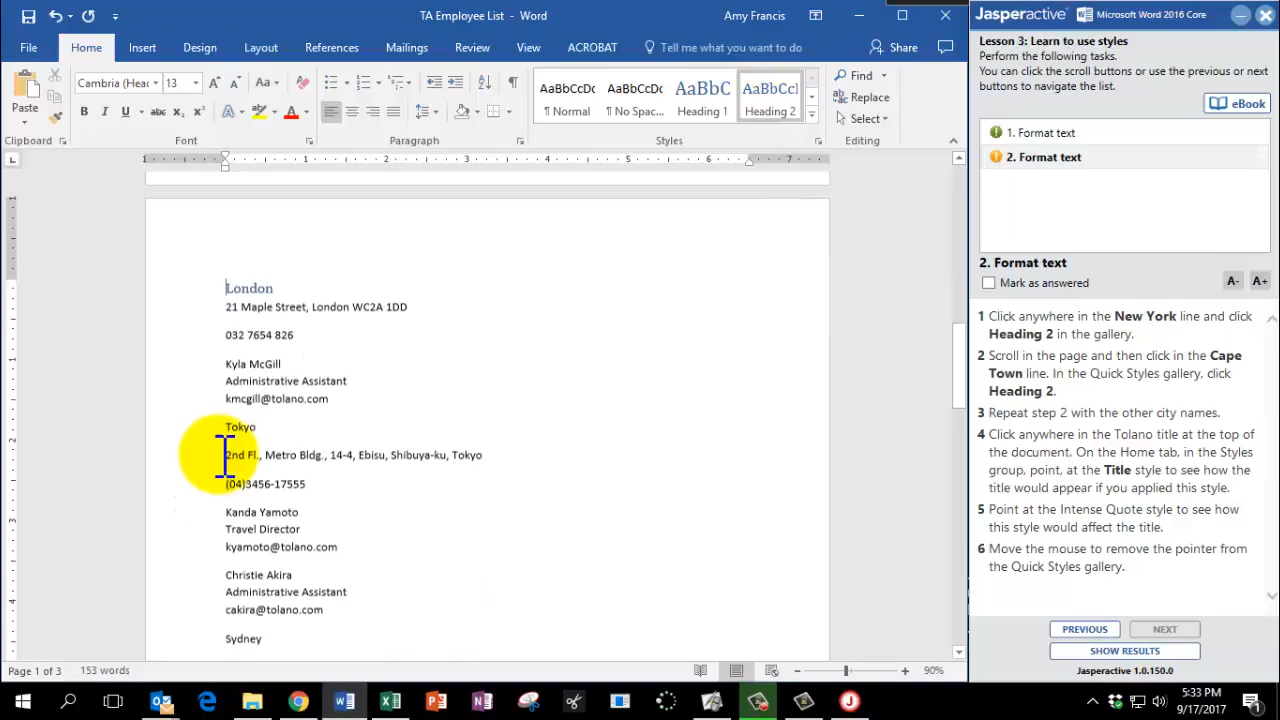 TA Employee List - Word
Amy Francis
File Home Insert Design Layout References Mailings Review View ACROBAT Tell me what you want to do Share
Paste
Cambria (Hea 13
AaBbCcDc AaBbCcDc AaBbC AaBbCcI
¶ Normal ¶ No Spac... Heading 1 Heading 2
Find
Replace
Select
Clipboard Font Paragraph Styles Editing
1 1 2 3 4 5 6 7
London
21 Maple Street, London WC2A 1DD
032 7654 826
Kyla McGill
Administrative Assistant
kmcgill@tolano.com
Tokyo
2nd Fl., Metro Bldg., 14-4, Ebisu, Shibuya-ku, Tokyo
(04)3456-17555
Kanda Yamoto
Travel Director
kyamoto@tolano.com
Christie Akira
Administrative Assistant
cakira@tolano.com
Sydney
Page 1 of 3 153 words
90%
Jasperactive Microsoft Word 2016 Core
Lesson 3: Learn to use styles
Perform the following tasks.
You can click the scroll buttons or use the previous or next
buttons to navigate the list.
eBook
1. Format text
2. Format text
2. Format text
Mark as answered
A- A+
1 Click anywhere in the New York line and click
Heading 2 in the gallery.
2 Scroll in the page and then click in the Cape
Town line. In the Quick Styles gallery, click
Heading 2.
3 Repeat step 2 with the other city names.
4 Click anywhere in the Tolano title at the top of
the document. On the Home tab, in the Styles
group, point, at the Title style to see how the
title would appear if you applied this style.
5 Point at the Intense Quote style to see how
this style would affect the title.
6 Move the mouse to remove the pointer from
the Quick Styles gallery.
PREVIOUS NEXT
SHOW RESULTS
Jasperactive 1.0.150.0
5:33 PM
9/17/2017